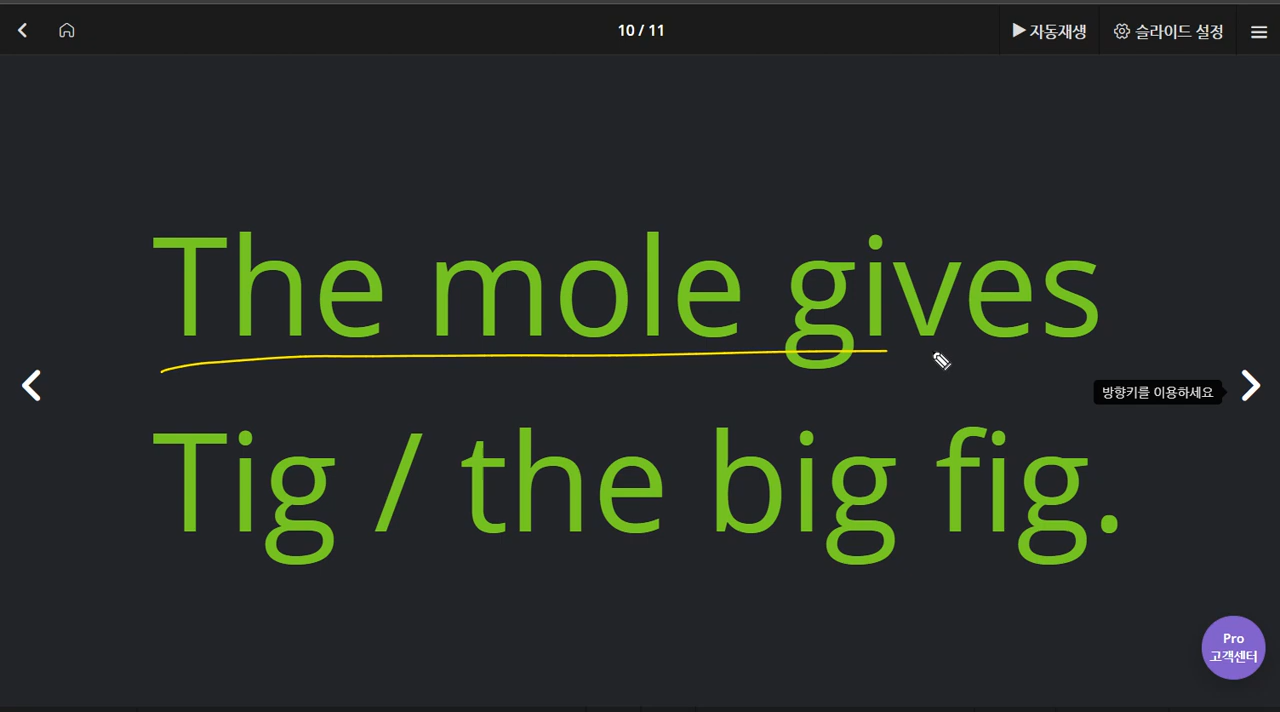 10 / 11
자동재생
슬라이드 설정
The mole gives
Tig / the big fig.
방향키를 이용하세요
Pro
고객센터